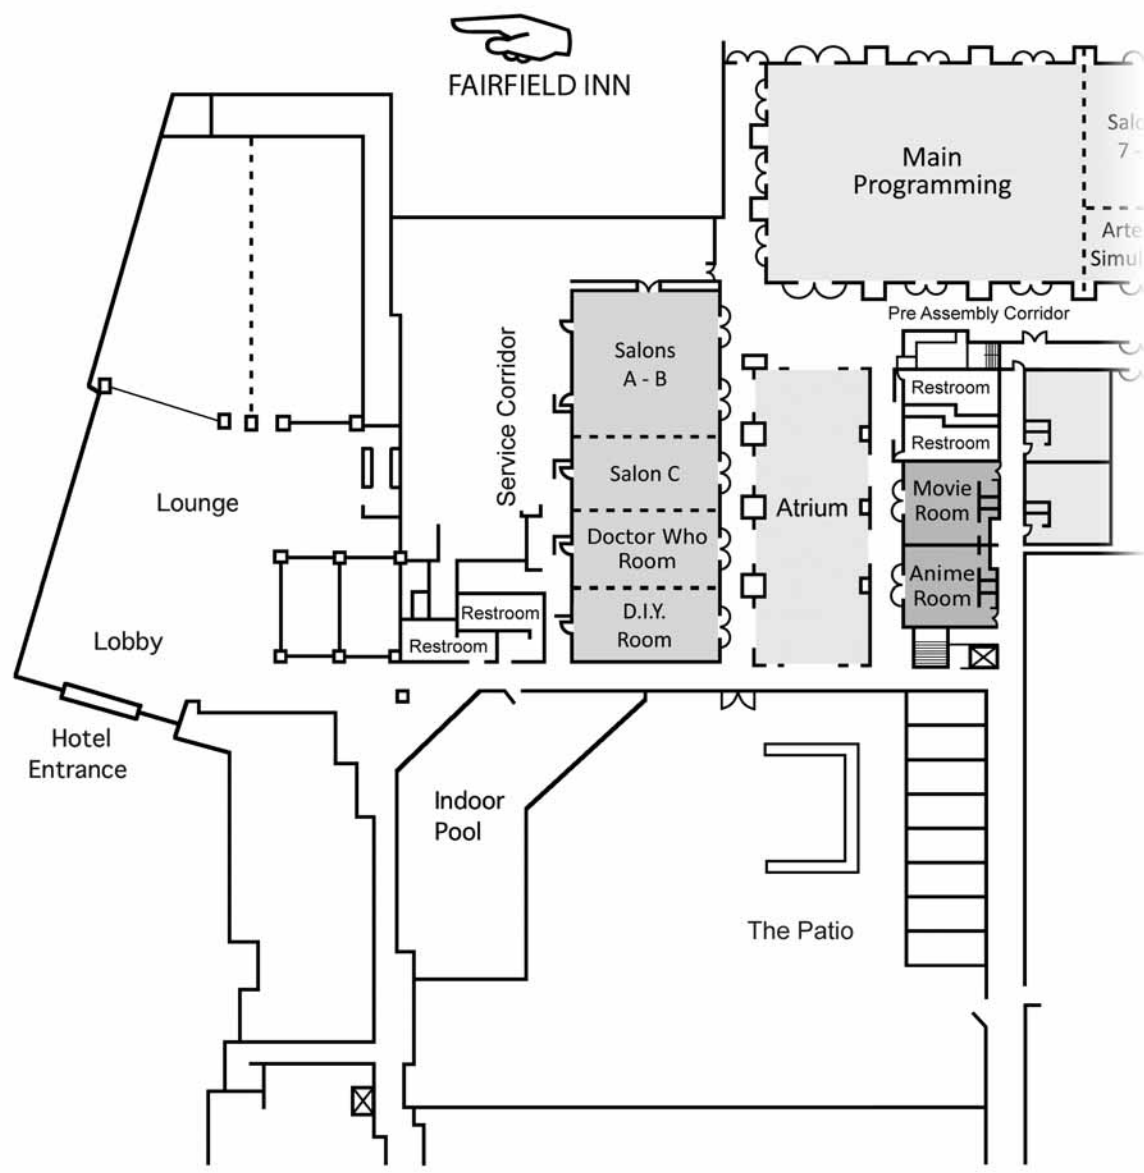 FAIRFIELD INN
Main
Programming
7 -
Pre Assembly Corridor
Service Corridor
Salons
A - B
Restroom
Restroom
Salon C
Movie
Room
Lounge
Atrium
Doctor Who
Room
Anime
Room
D.I.Y.
Room
Restroom
Restroom
Lobby
Hotel
Entrance
Indoor
Pool
The Patio